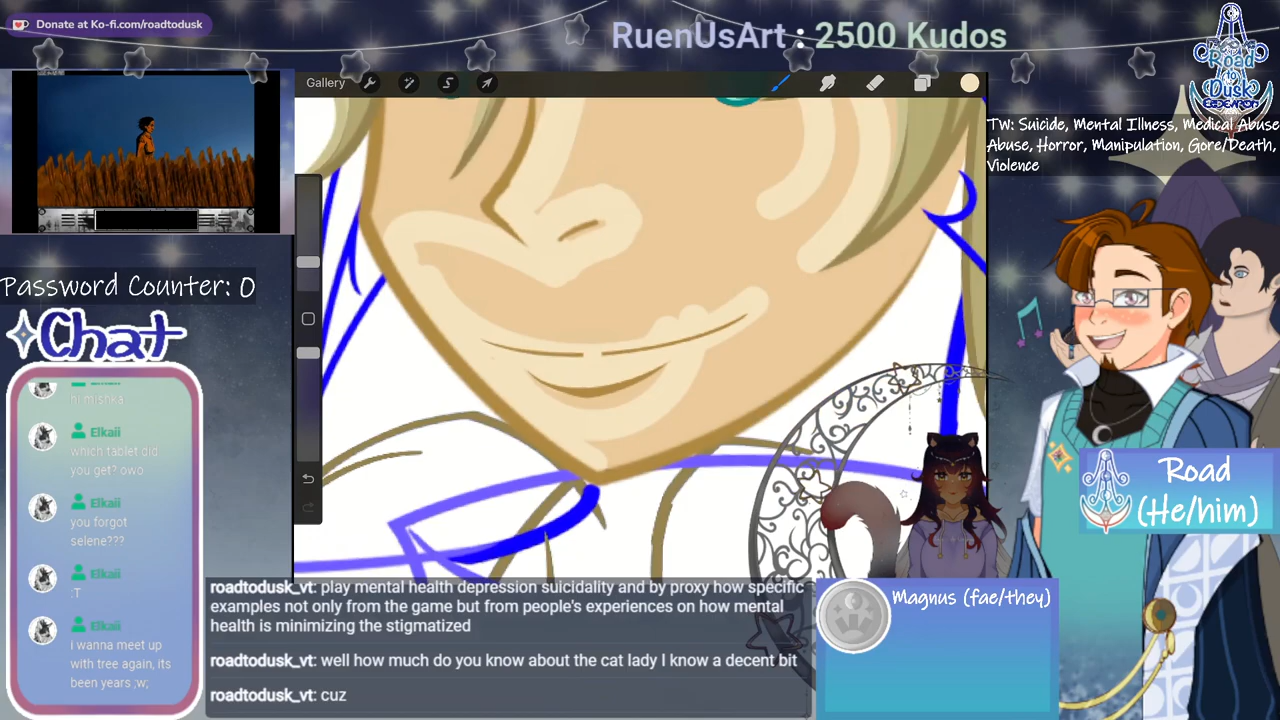 Donate at Ko-fi.com/roadtodusk
RuenUsArt : 2500 Kudos
Road
to
Dusk
Gallery
Tw: Suicide, Mental Illness, Medical Abuse
Abuse, Horror, Manipulation, Gore/Death,
Violence
Password Counter: 0
Chat
hi mishka
Elkaii
which tablet did
you get? owo
Elkaii
you forgot
selene???
Elkaii
:T
Elkaii
i wanna meet up
with tree again, its
been years ;w;
roadtodusk_vt: play mental health depression suicidality and by proxy how specific
examples not only from the game but from people's experiences on how mental
health is minimizing the stigmatized
roadtodusk_vt: well how much do you know about the cat lady I know a decent bit
roadtodusk_vt: cuz
Magnus (fae/they)
Road
(He/him)